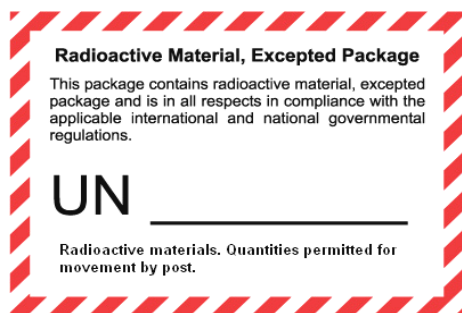 Radioactive Material, Excepted Package
This package contains radioactive material, excepted
package and is in all respects in compliance with the
applicable international and national governmental
regulations.
UN
Radioactive materials. Quantities permitted for
movement by post.